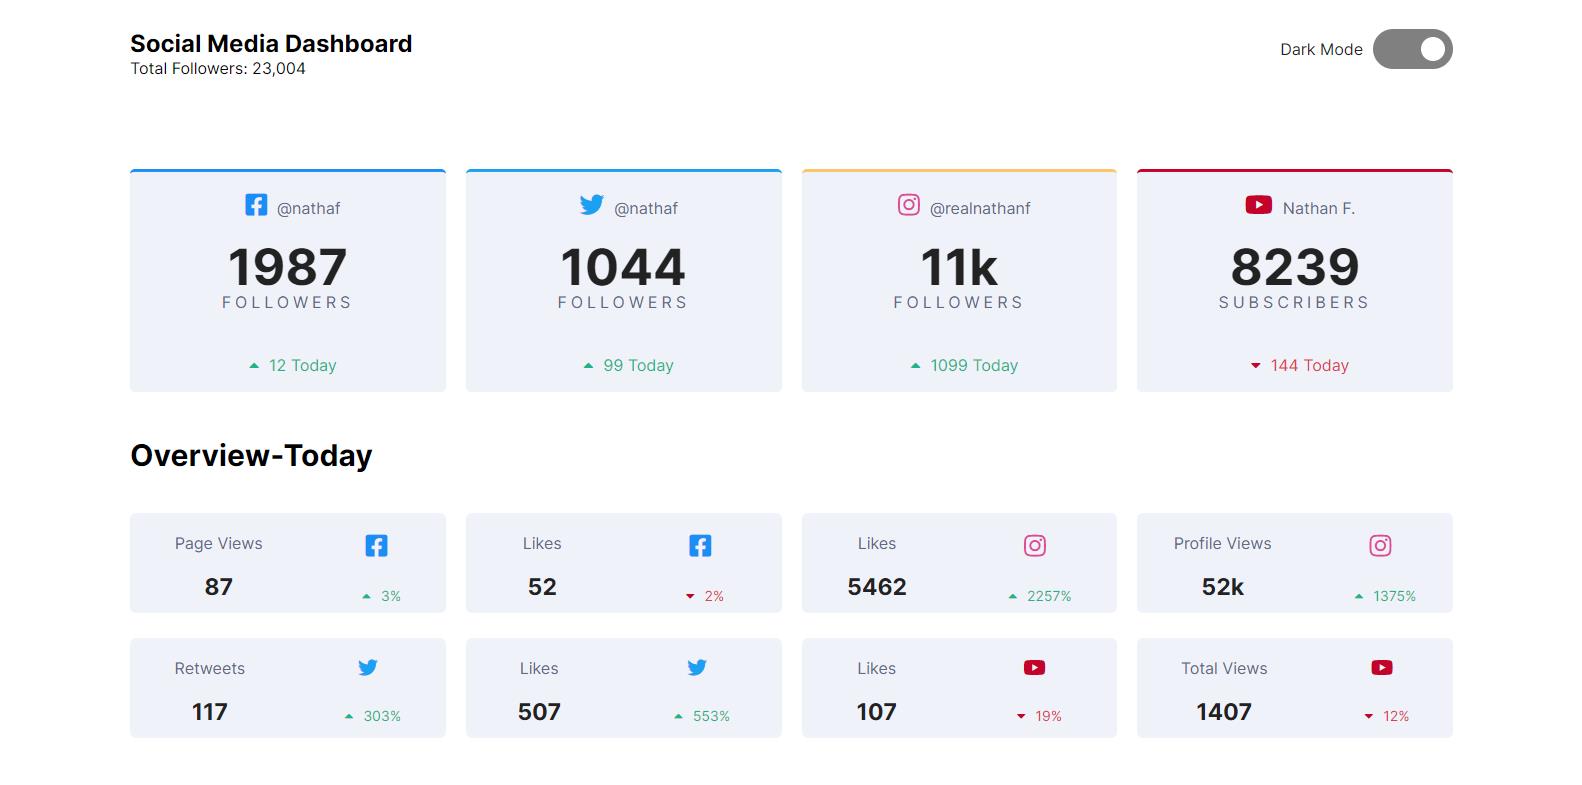 Social Media Dashboard
Total Followers: 23,004
Dark Mode
@nathaf
1987
FOLLOWERS
12 Today
@nathaf
1044
FOLLOWERS
99 Today
@realnathanf
11k
FOLLOWERS
1099 Today
Nathan F.
8239
SUBSCRIBERS
144 Today
Overview-Today
Page Views
87
3%
Likes
52
2%
Likes
5462
2257%
Profile Views
52k
1375%
Retweets
117
303%
Likes
507
553%
Likes
107
19%
Total Views
1407
12%